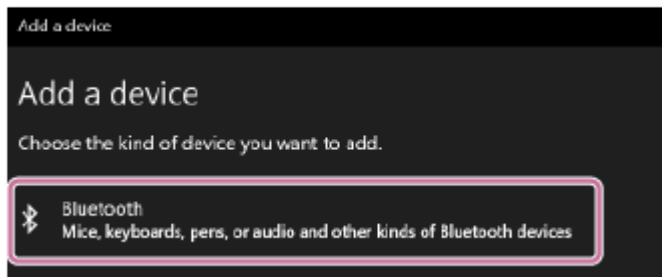 Add a device
Add a device
Choose the kind of device you want to add.
Bluetooth
Mice, keyboards, pens, or audio and other kinds of Bluetooth devices